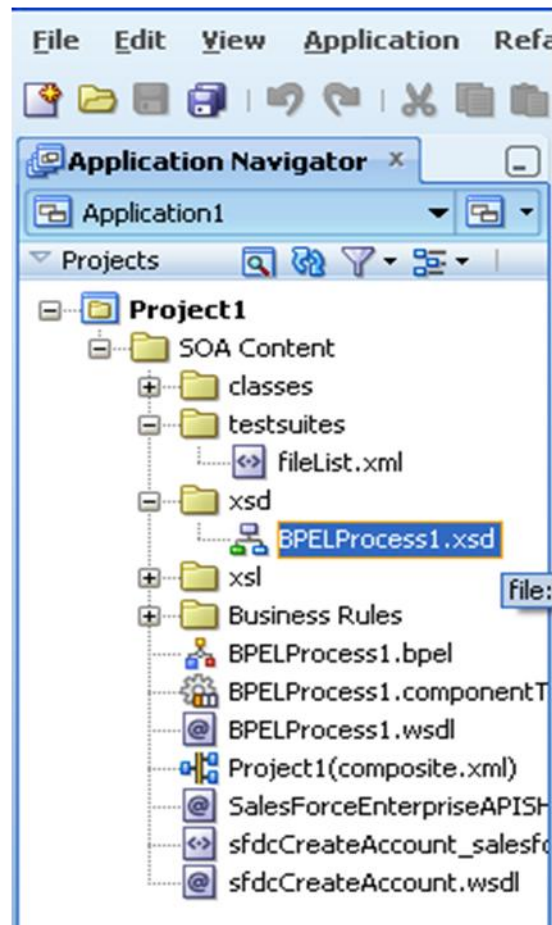 File Edit View Application Refa
Application Navigator
Application1
Projects
Project1
SOA Content
classes
testsuites
fileList.xml
xsd
BPELProcess1.xsd
xsl
file:
Business Rules
BPELProcess1.bpel
BPELProcess1.componentT
BPELProcess1.wsdl
Project1(composite.xml)
SalesForceEnterpriseAPISH
sfdcCreateAccount_salesfo
sfdcCreateAccount.wsdl